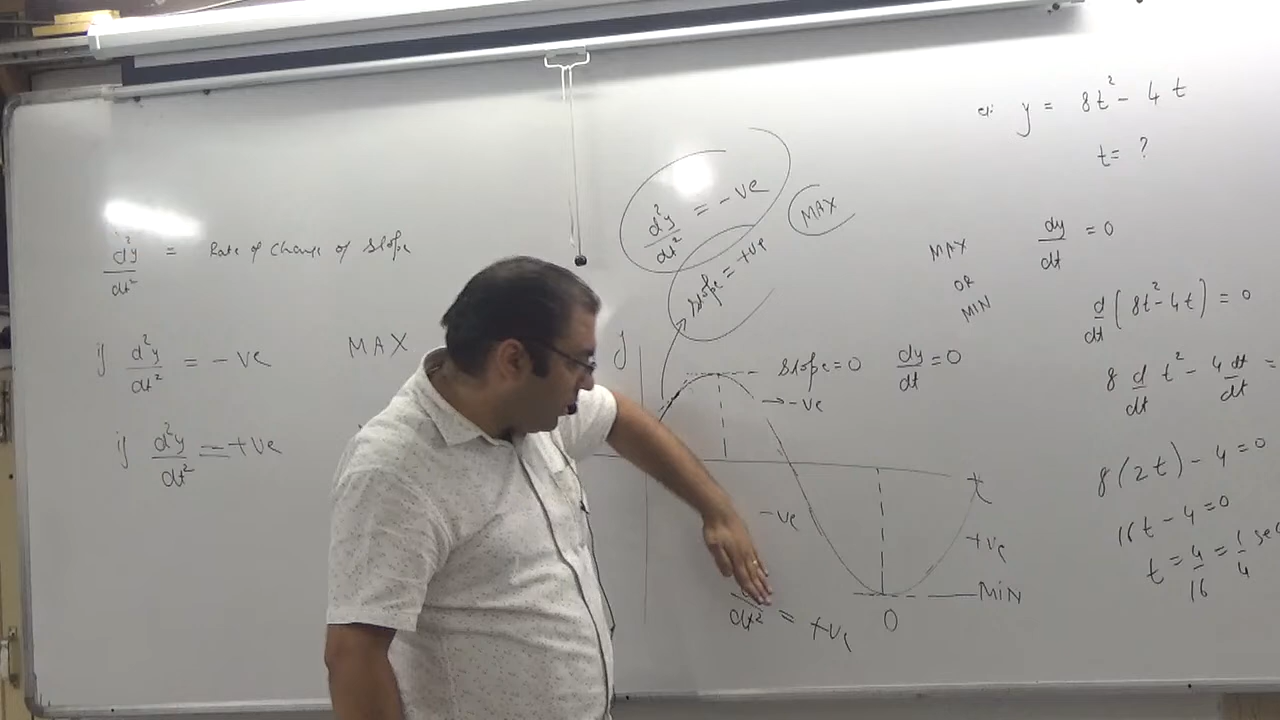 d²y/dt² = Rate of Change of Slope
if d²y/dt² = -ve MAX
if d²y/dt² = +ve
d²y/dt² = -ve
MAX
Slope = +ve
y
Slope = 0 dy/dt = 0
→ -ve
t
-ve
+ve
MIN
dt² = +ve
0
ex: y = 8t² - 4t
t = ?
MAX
OR
MIN
dy/dt = 0
d/dt (8t² - 4t) = 0
8 d/dt t² - 4 dt/dt =
8(2t) - 4 = 0
16t - 4 = 0
t = 4/16 = 1/4 sec